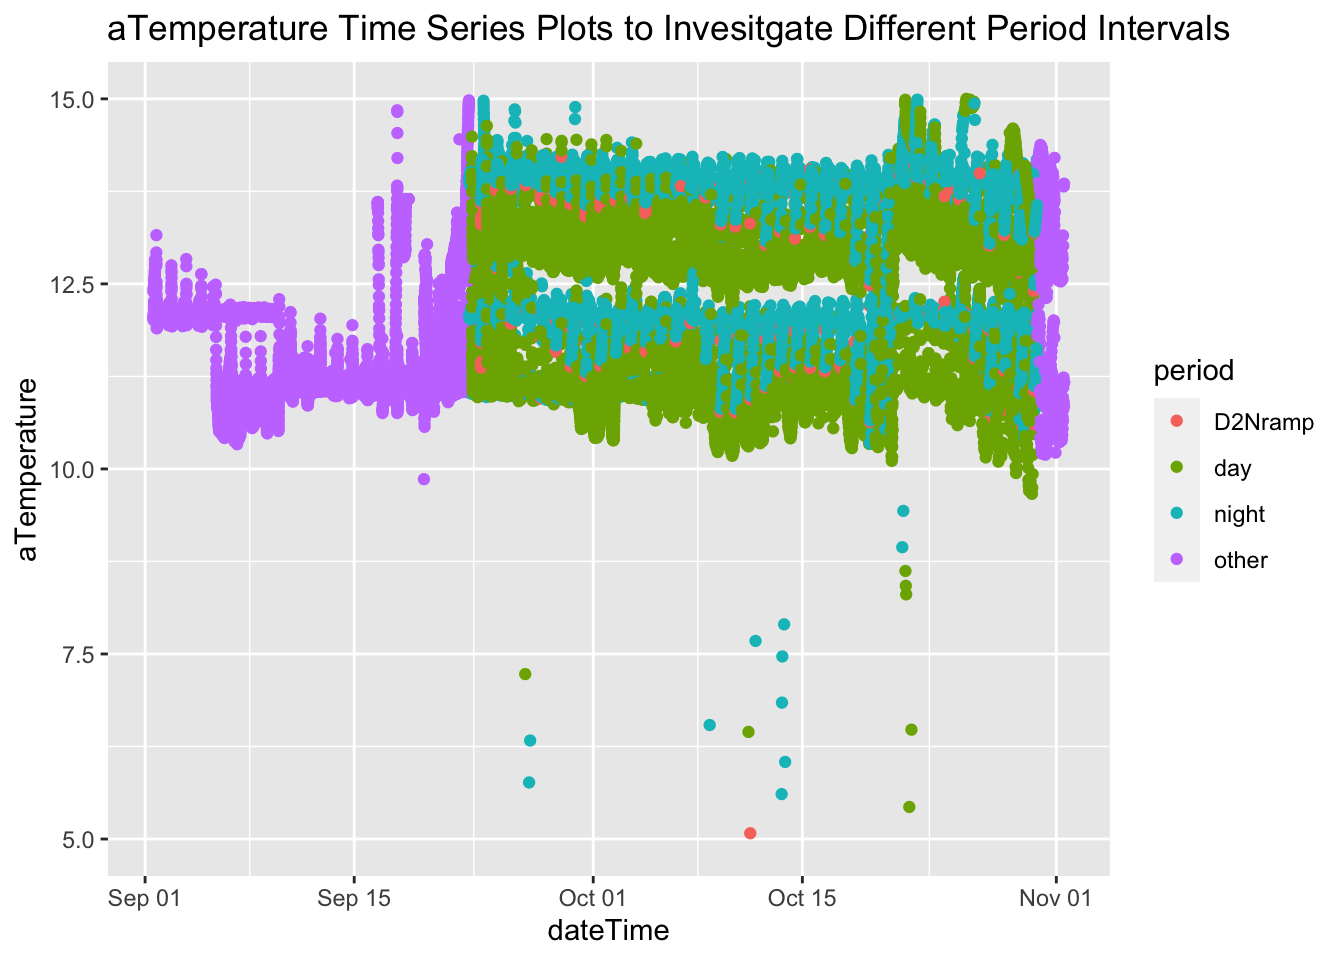 aTemperature Time Series Plots to Invesitgate Different Period Intervals
15.0
12.5
10.0
7.5
5.0
aTemperature
Sep 01
Sep 15
Oct 01
Oct 15
Nov 01
dateTime
period
D2Nramp
day
night
other